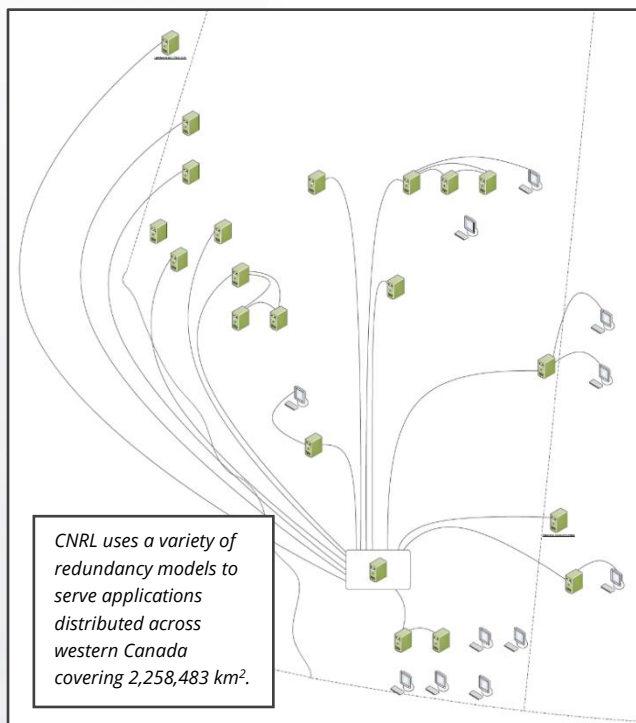 CNRL uses a variety of
redundancy models to
serve applications
distributed across
western Canada
covering 2,258,483 km².